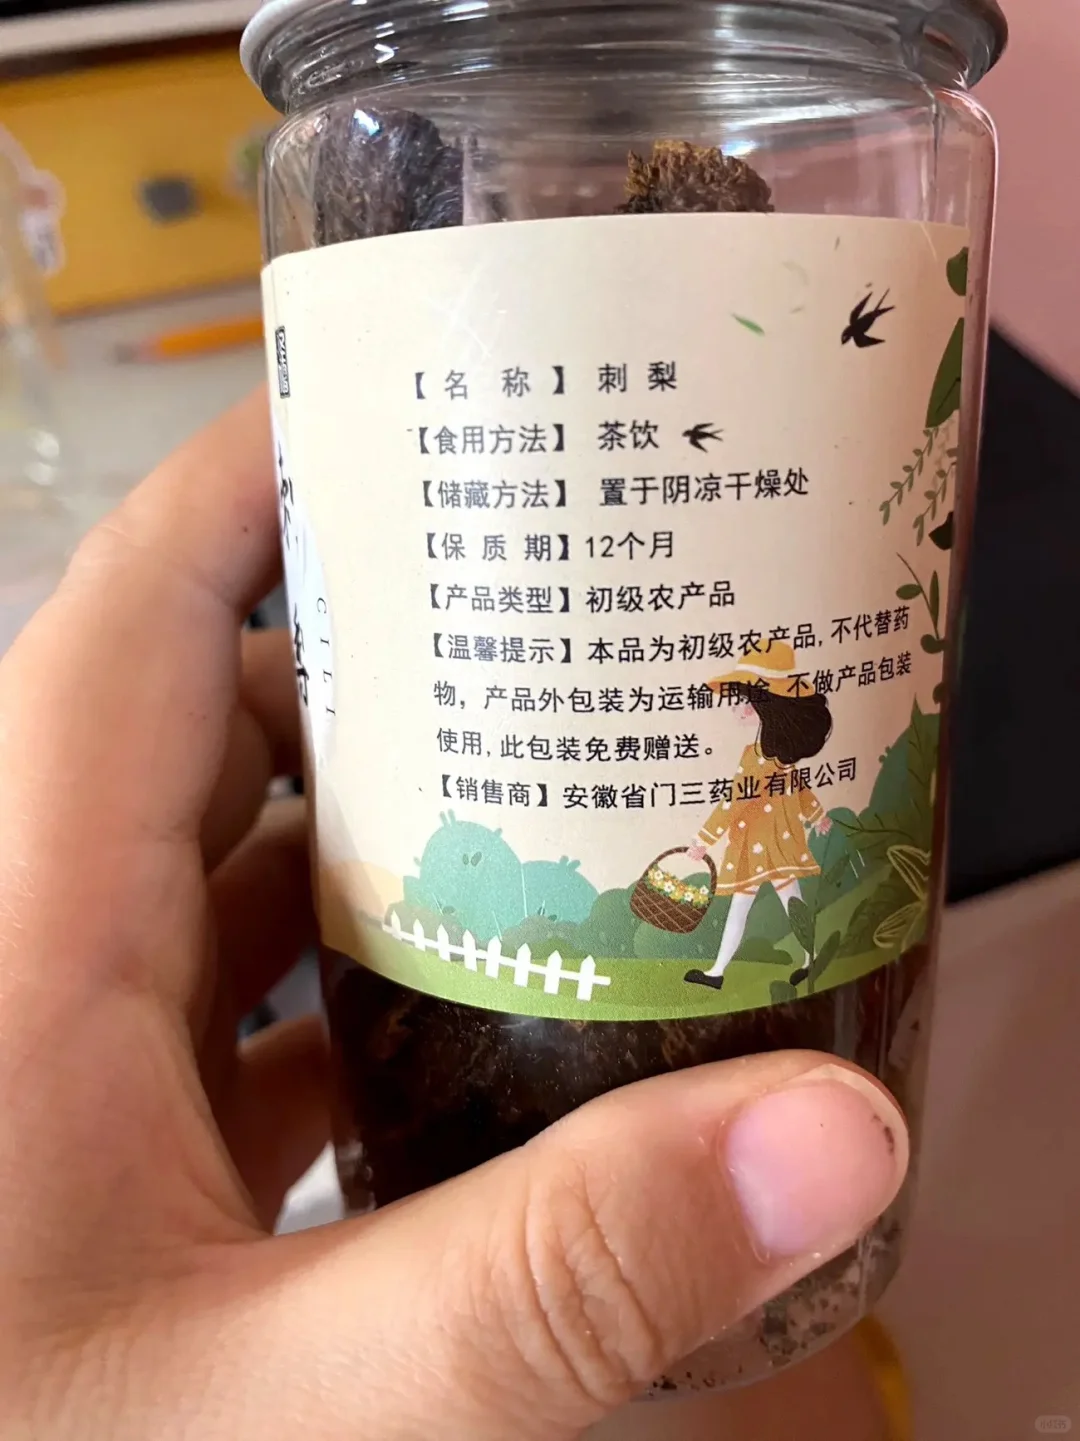 【名 称】 刺 梨
【食用方法】 茶饮
【储藏方法】 置于阴凉干燥处
【保 质 期】12个月
【产品类型】初级农产品
【温馨提示】本品为初级农产品,不代替药
物，产品外包装为运输用途 不做产品包装
使用,此包装免费赠送。
【销售商】安徽省门三药业有限公司
CILI